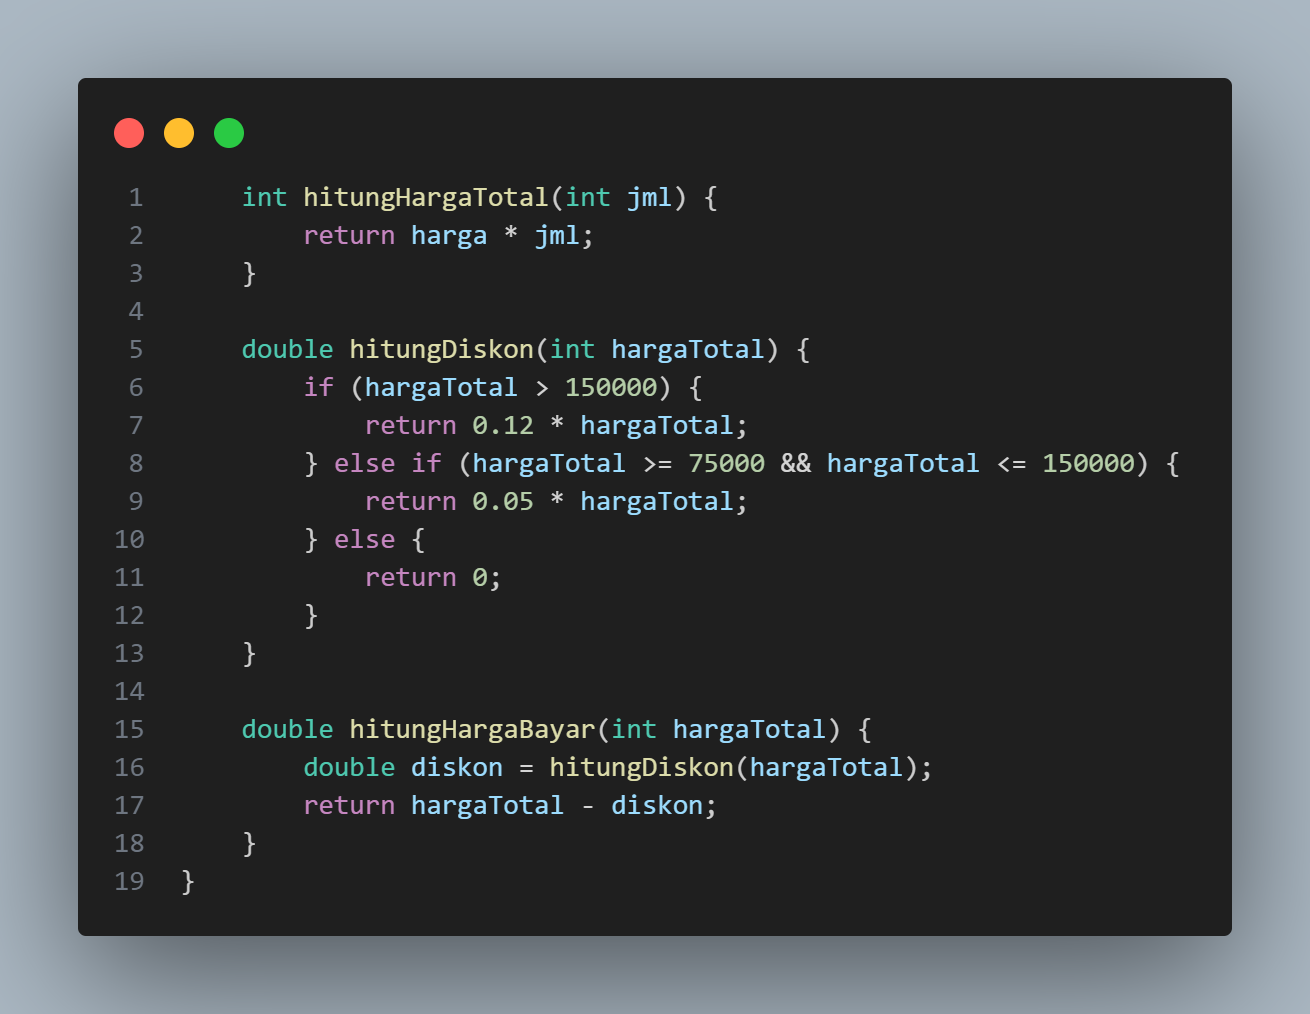 1     int hitungHargaTotal(int jml) {
2         return harga * jml;
3     }
4
5     double hitungDiskon(int hargaTotal) {
6         if (hargaTotal > 150000) {
7             return 0.12 * hargaTotal;
8         } else if (hargaTotal >= 75000 && hargaTotal <= 150000) {
9             return 0.05 * hargaTotal;
10         } else {
11             return 0;
12         }
13     }
14
15     double hitungHargaBayar(int hargaTotal) {
16         double diskon = hitungDiskon(hargaTotal);
17         return hargaTotal - diskon;
18     }
19 }